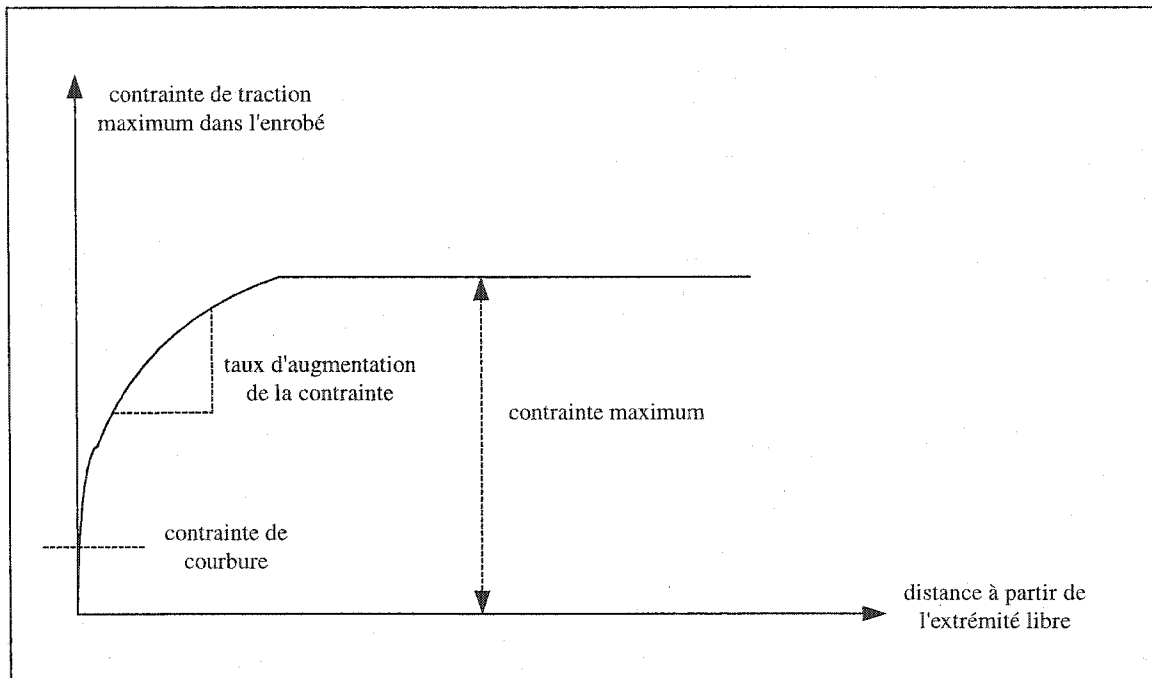 contrainte de traction
maximum dans l'enrobé
taux d'augmentation
de la contrainte
contrainte maximum
contrainte de
courbure
distance à partir de
l'extrémité libre